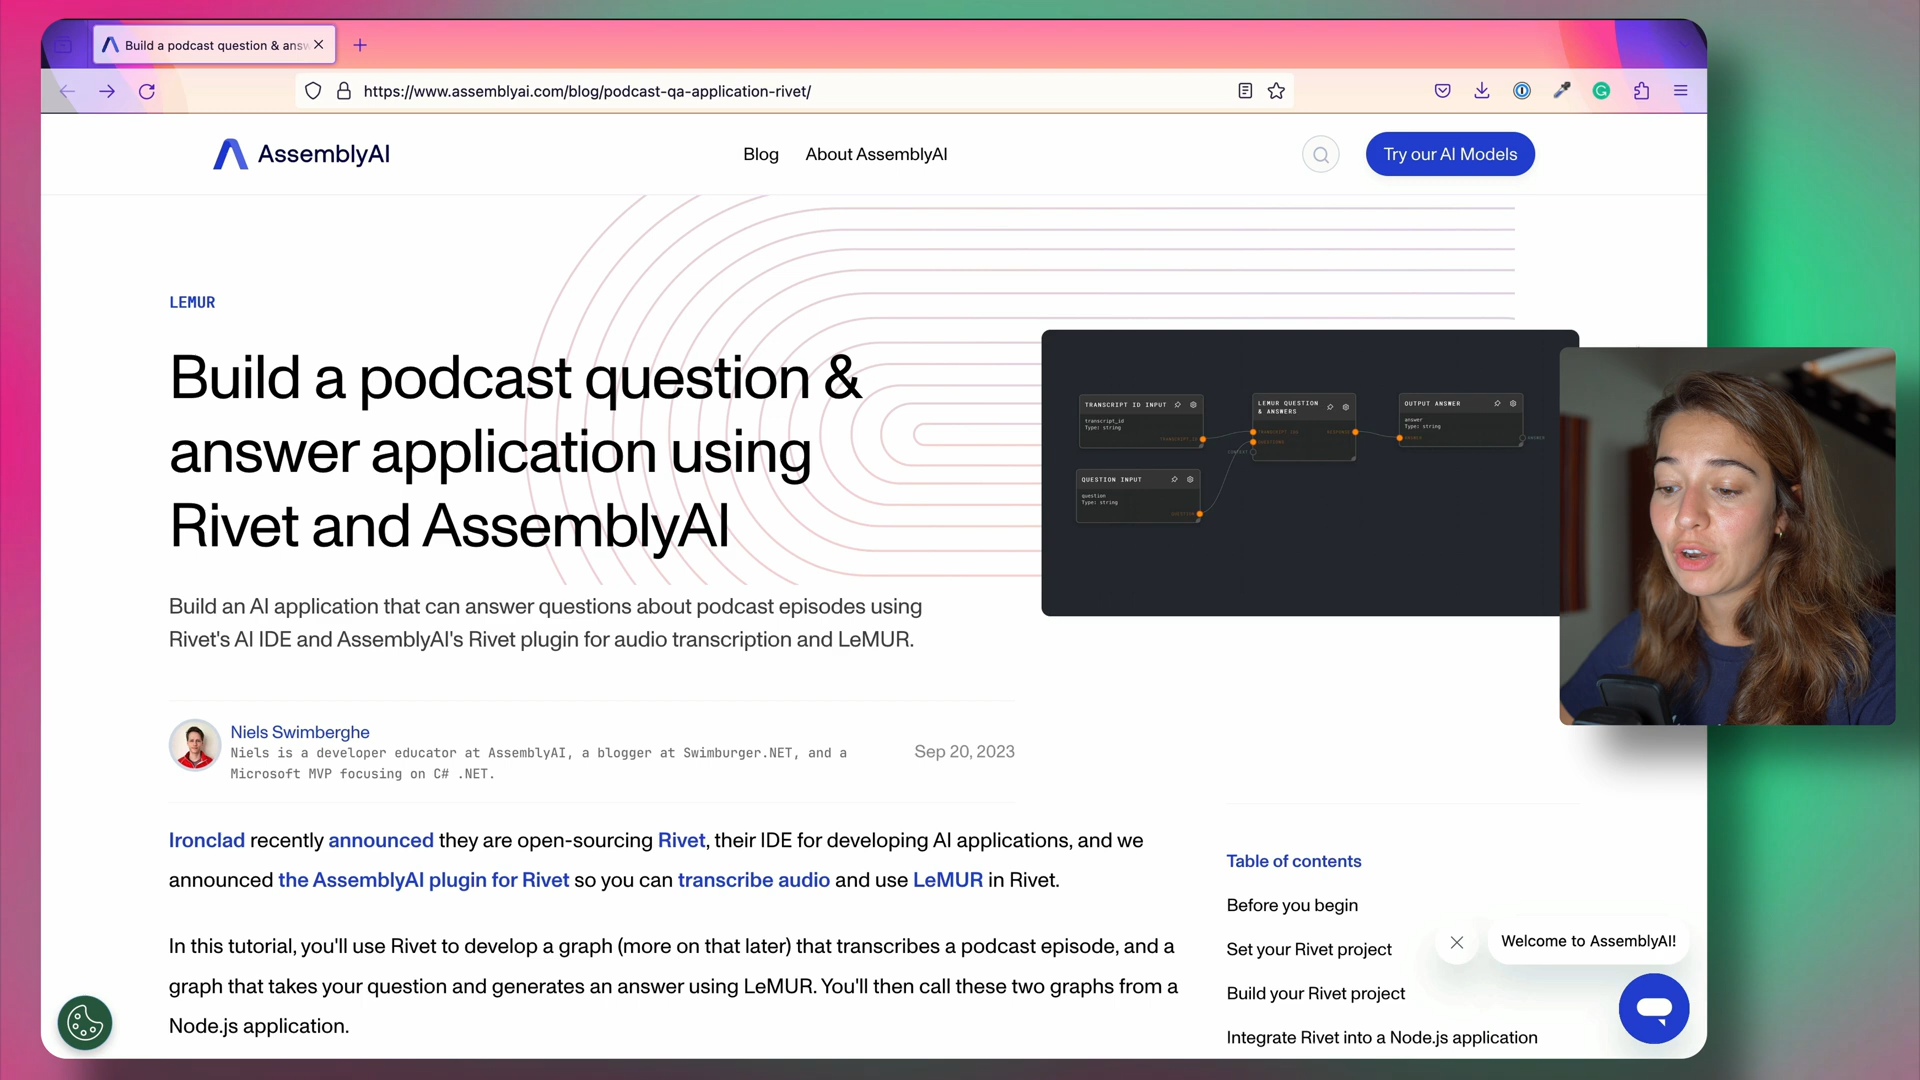 Build a podcast question & answ
https://www.assemblyai.com/blog/podcast-qa-application-rivet/
AssemblyAI
Blog
About AssemblyAI
Try our AI Models
LEMUR
Build a podcast question &
answer application using
Rivet and AssemblyAI
Build an AI application that can answer questions about podcast episodes using
Rivet's AI IDE and AssemblyAI's Rivet plugin for audio transcription and LeMUR.
TRANSCRIPT ID INPUT
transcript_id
Type: string
LEMUR QUESTION
& ANSWERS
OUTPUT ANSWER
answer
Type: string
QUESTION INPUT
question
Type: string
Niels Swimberghe
Niels is a developer educator at AssemblyAI, a blogger at Swimburger.NET, and a
Microsoft MVP focusing on C# .NET.
Sep 20, 2023
Ironclad recently announced they are open-sourcing Rivet, their IDE for developing AI applications, and we
announced the AssemblyAI plugin for Rivet so you can transcribe audio and use LeMUR in Rivet.
In this tutorial, you'll use Rivet to develop a graph (more on that later) that transcribes a podcast episode, and a
graph that takes your question and generates an answer using LeMUR. You'll then call these two graphs from a
Node.js application.
Table of contents
Before you begin
Set your Rivet project
Build your Rivet project
Integrate Rivet into a Node.js application
Welcome to AssemblyAI!